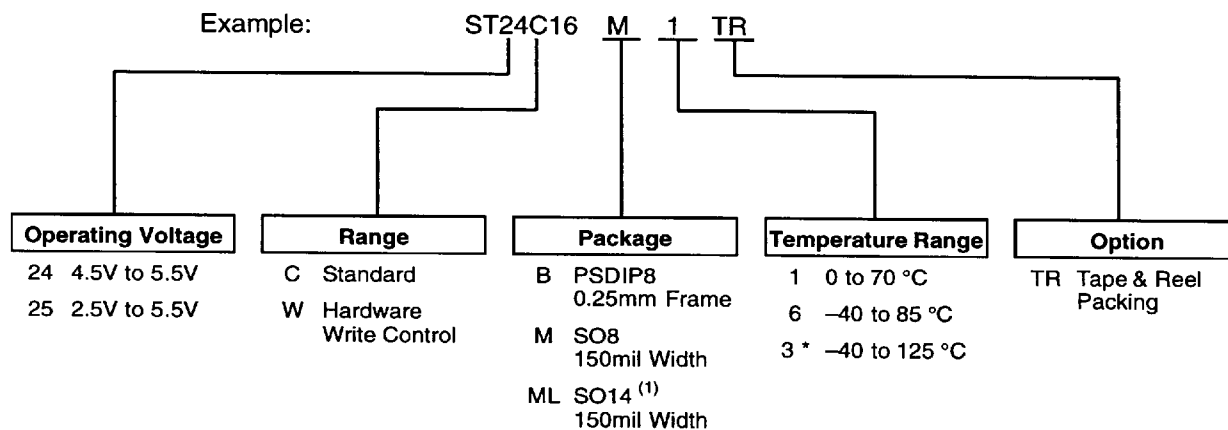 Example: ST24C16 M 1 TR
Operating Voltage
24 4.5V to 5.5V
25 2.5V to 5.5V
Range
C Standard
W Hardware
Write Control
Package
B PSDIP8
0.25mm Frame
M SO8
150mil Width
ML SO14 (1)
150mil Width
Temperature Range
1 0 to 70 °C
6 –40 to 85 °C
3 * –40 to 125 °C
Option
TR Tape & Reel
Packing